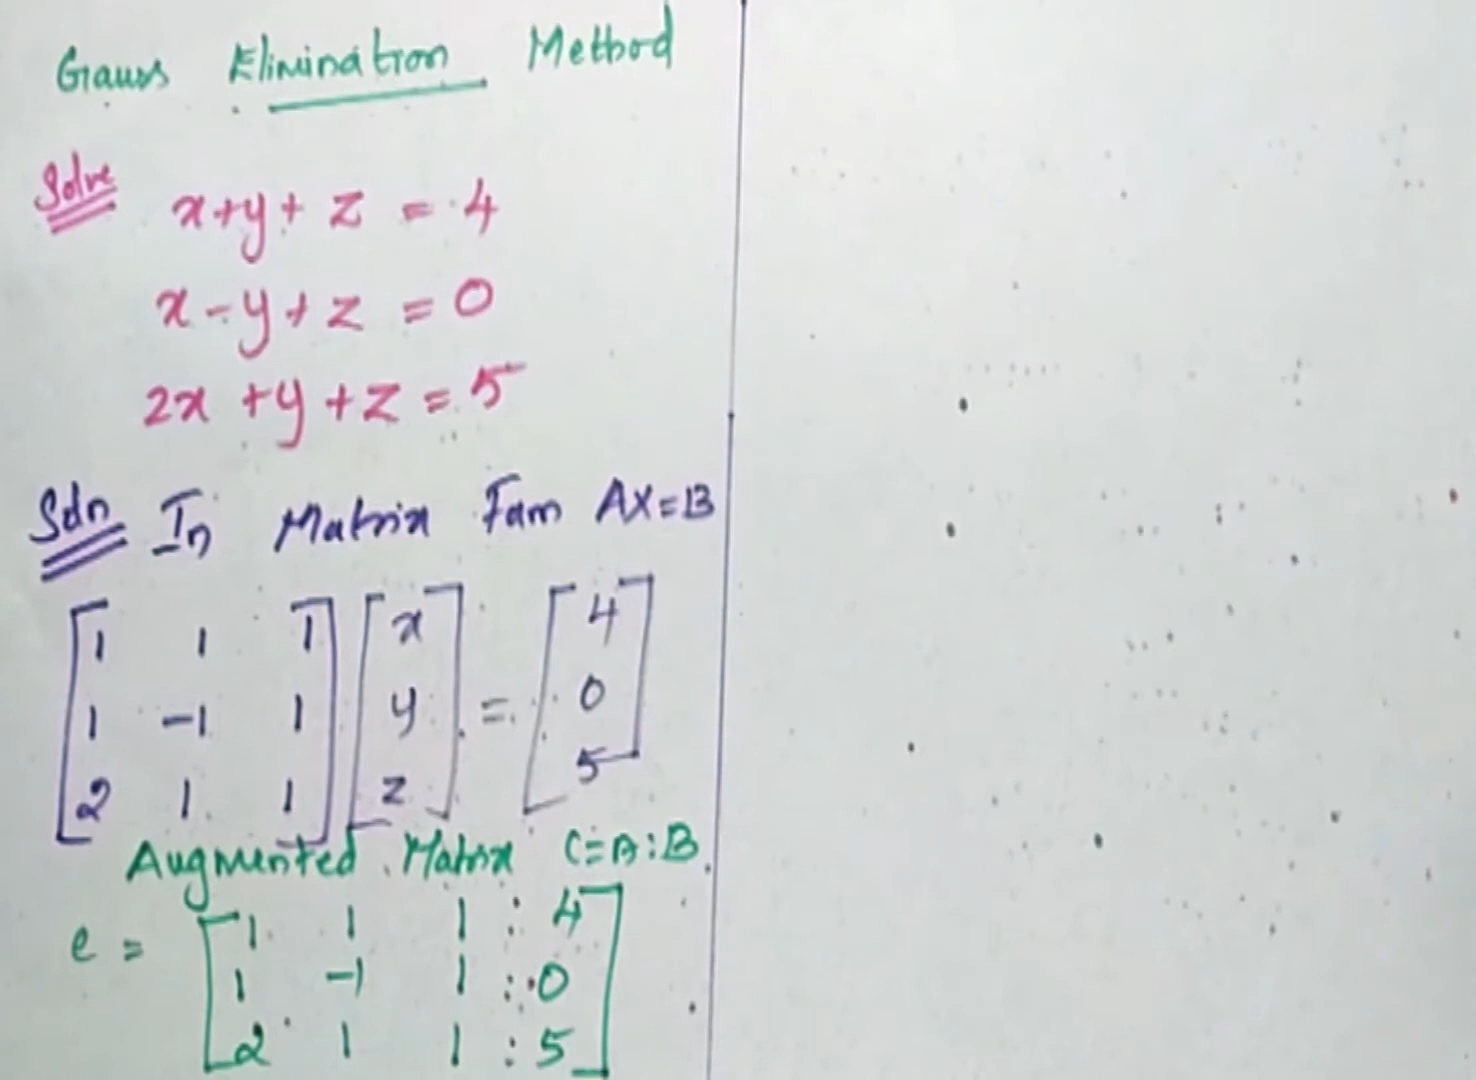 Gauss Elimination Method
Solve x+y+z = 4
x-y+z = 0
2x+y+z = 5
Soln In Matrix Form AX=B
[1 1 1] [x] [4]
[1 -1 1] [y] = [0]
[2 1 1] [z] [5]
Augmented Matrix C=A:B
C = [1 1 1 : 4]
[1 -1 1 : 0]
[2 1 1 : 5]